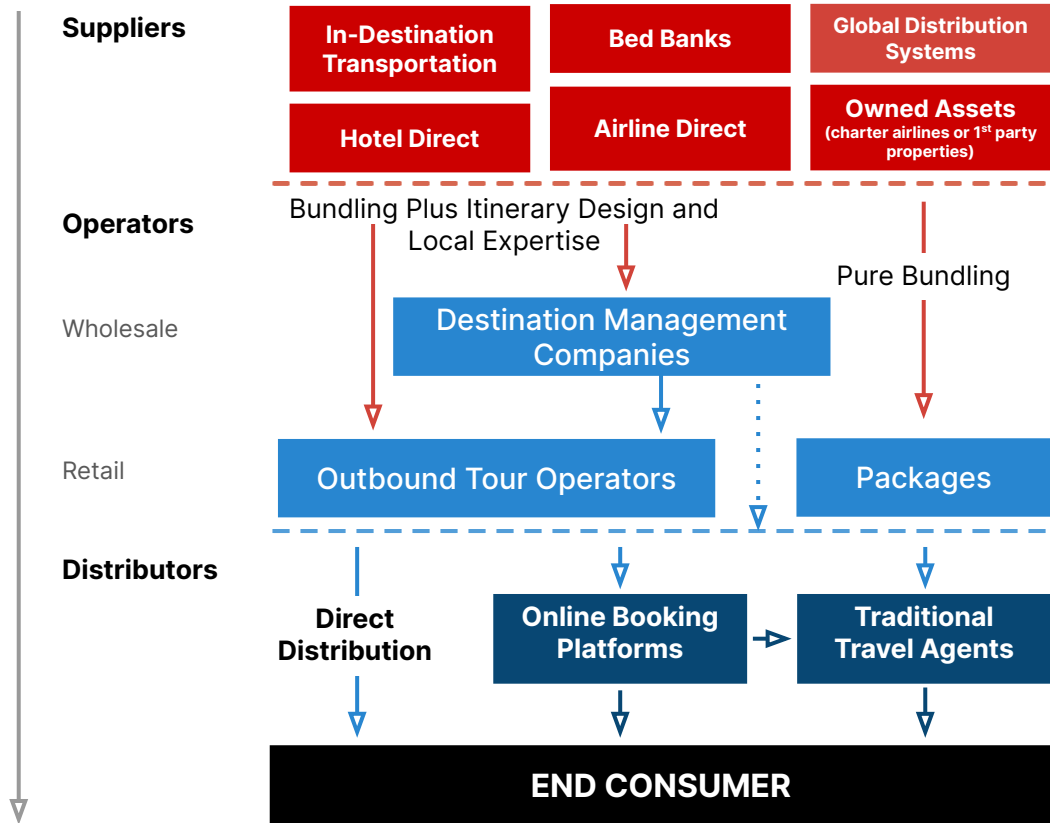 Suppliers
In-Destination
Transportation
Bed Banks
Global Distribution
Systems
Hotel Direct
Airline Direct
Owned Assets
(charter airlines or 1st party
properties)
Operators
Bundling Plus Itinerary Design and
Local Expertise
Pure Bundling
Wholesale
Destination Management
Companies
Retail
Outbound Tour Operators
Packages
Distributors
Direct
Distribution
Online Booking
Platforms
Traditional
Travel Agents
END CONSUMER